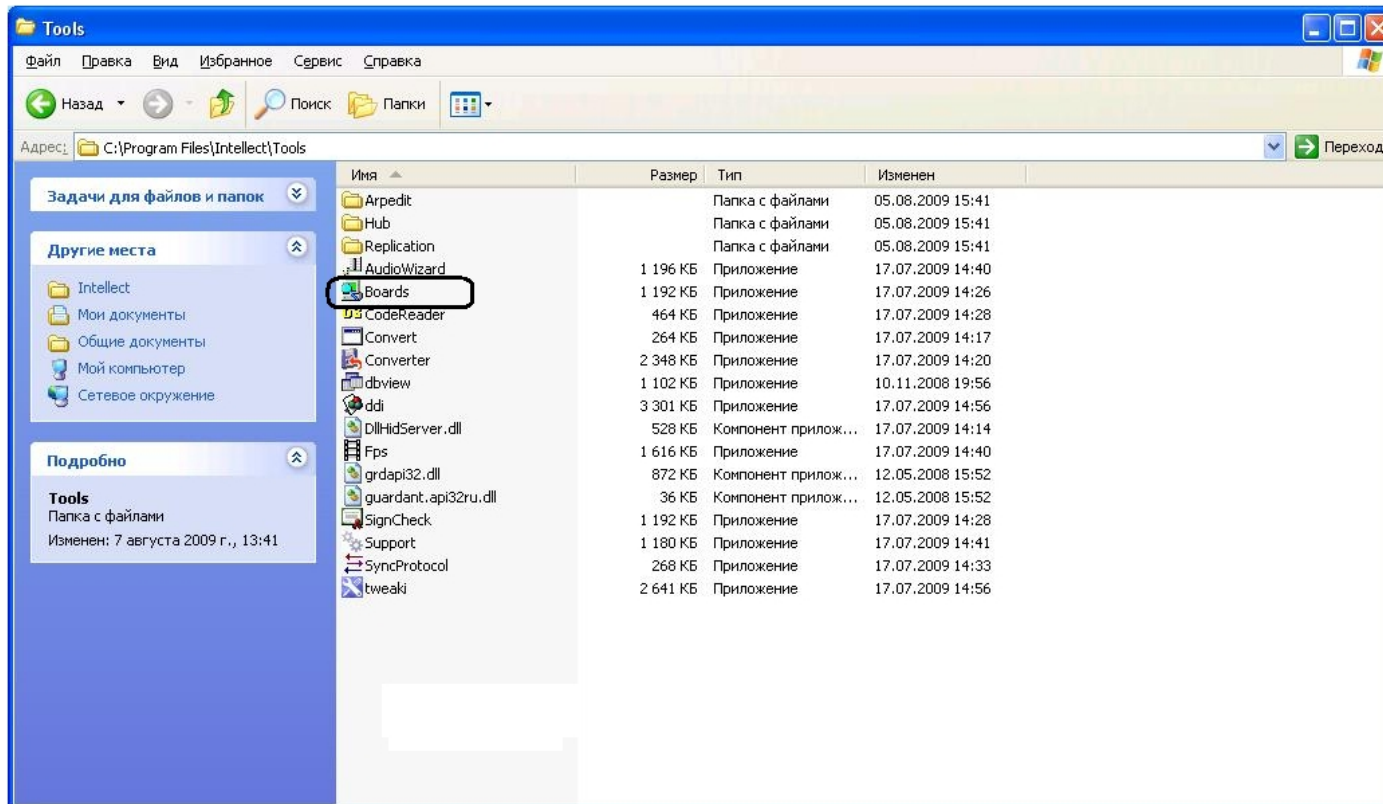 Tools
Файл Правка Вид Избранное Сервис Справка
Назад Поиск Папки
Адрес: C:\Program Files\Intellect\Tools Переход
Имя Размер Тип Изменен
Задачи для файлов и папок
Другие места
Intellect
Мои документы
Общие документы
Мой компьютер
Сетевое окружение
Подробно
Tools
Папка с файлами
Изменен: 7 августа 2009 г., 13:41
Arpedit Папка с файлами 05.08.2009 15:41
Hub Папка с файлами 05.08.2009 15:41
Replication Папка с файлами 05.08.2009 15:41
AudioWizard 1 196 КБ Приложение 17.07.2009 14:40
Boards 1 192 КБ Приложение 17.07.2009 14:26
CodeReader 464 КБ Приложение 17.07.2009 14:28
Convert 264 КБ Приложение 17.07.2009 14:17
Converter 2 348 КБ Приложение 17.07.2009 14:20
dbview 1 102 КБ Приложение 10.11.2008 19:56
ddi 3 301 КБ Приложение 17.07.2009 14:56
DllHidServer.dll 528 КБ Компонент прилож... 17.07.2009 14:14
Fps 1 616 КБ Приложение 17.07.2009 14:40
grdapi32.dll 872 КБ Компонент прилож... 12.05.2008 15:52
guardant.api32ru.dll 36 КБ Компонент прилож... 12.05.2008 15:52
SignCheck 1 192 КБ Приложение 17.07.2009 14:28
Support 1 180 КБ Приложение 17.07.2009 14:41
SyncProtocol 268 КБ Приложение 17.07.2009 14:33
tweaki 2 641 КБ Приложение 17.07.2009 14:56